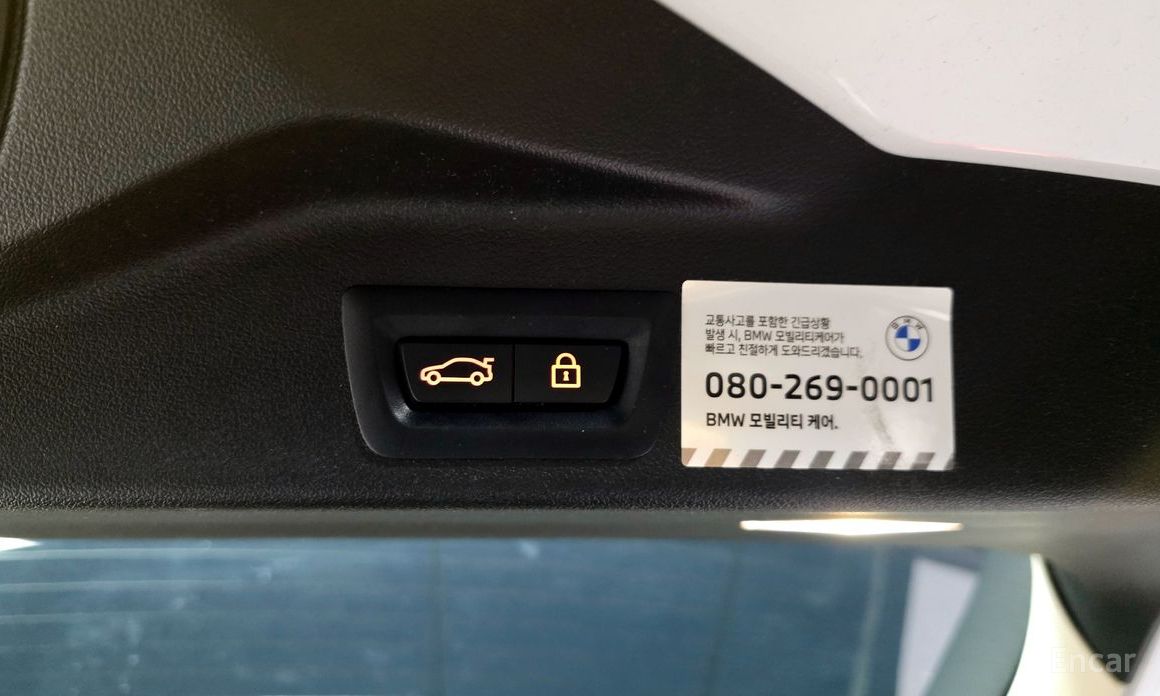 교통사고를 포함한 긴급상황
발생 시, BMW 모빌리티케어가
빠르고 친절하게 도와드리겠습니다.
BMW
080-269-0001
BMW 모빌리티 케어.
Encar